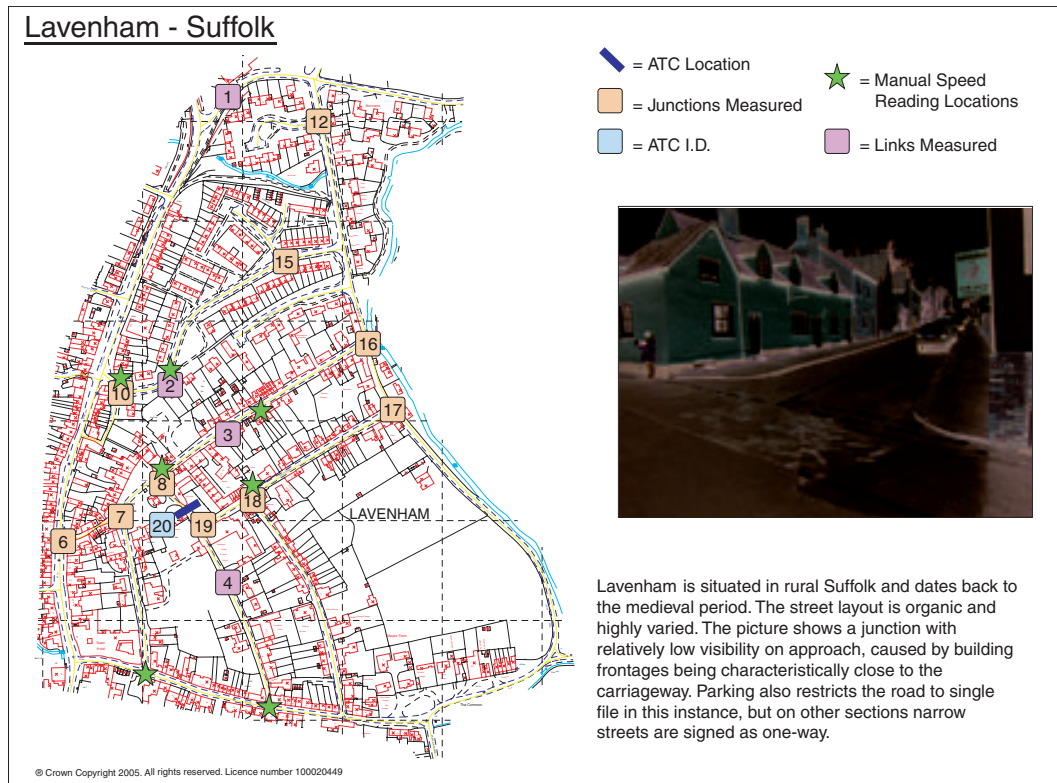 Lavenham - Suffolk
= ATC Location
= Junctions Measured
= ATC I.D.
= Manual Speed
Reading Locations
= Links Measured
1
12
15
16
10
2
17
3
8
18
7
20
19
LAVENHAM
6
4
The Common
Lavenham is situated in rural Suffolk and dates back to
the medieval period. The street layout is organic and
highly varied. The picture shows a junction with
relatively low visibility on approach, caused by building
frontages being characteristically close to the
carriageway. Parking also restricts the road to single
file in this instance, but on other sections narrow
streets are signed as one-way.
® Crown Copyright 2005. All rights reserved. Licence number 100020449